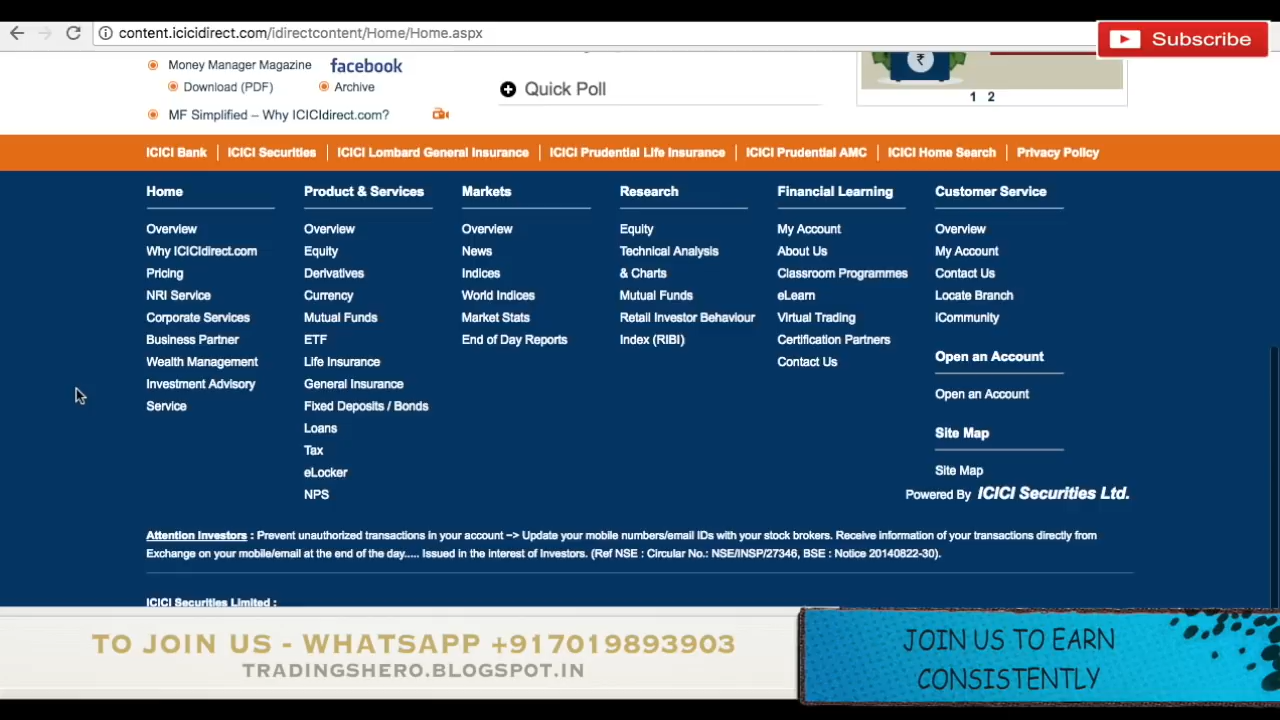 content.icicidirect.com/idirectcontent/Home/Home.aspx
Subscribe
Money Manager Magazine facebook
Download (PDF) Archive
MF Simplified – Why ICICIdirect.com?
Quick Poll
₹
1 2
ICICI Bank ICICI Securities ICICI Lombard General Insurance ICICI Prudential Life Insurance ICICI Prudential AMC ICICI Home Search Privacy Policy
Home
Overview
Why ICICIdirect.com
Pricing
NRI Service
Corporate Services
Business Partner
Wealth Management
Investment Advisory
Service
Product & Services
Overview
Equity
Derivatives
Currency
Mutual Funds
ETF
Life Insurance
General Insurance
Fixed Deposits / Bonds
Loans
Tax
eLocker
NPS
Markets
Overview
News
Indices
World Indices
Market Stats
End of Day Reports
Research
Equity
Technical Analysis
& Charts
Mutual Funds
Retail Investor Behaviour
Index (RIBI)
Financial Learning
My Account
About Us
Classroom Programmes
eLearn
Virtual Trading
Certification Partners
Contact Us
Customer Service
Overview
My Account
Contact Us
Locate Branch
iCommunity
Open an Account
Open an Account
Site Map
Site Map
Powered By ICICI Securities Ltd.
Attention Investors : Prevent unauthorized transactions in your account −> Update your mobile numbers/email IDs with your stock brokers. Receive information of your transactions directly from
Exchange on your mobile/email at the end of the day..... Issued in the interest of Investors. (Ref NSE : Circular No.: NSE/INSP/27346, BSE : Notice 20140822-30).
ICICI Securities Limited :
TO JOIN US - WHATSAPP +917019893903
TRADINGSHERO.BLOGSPOT.IN
JOIN US TO EARN
CONSISTENTLY